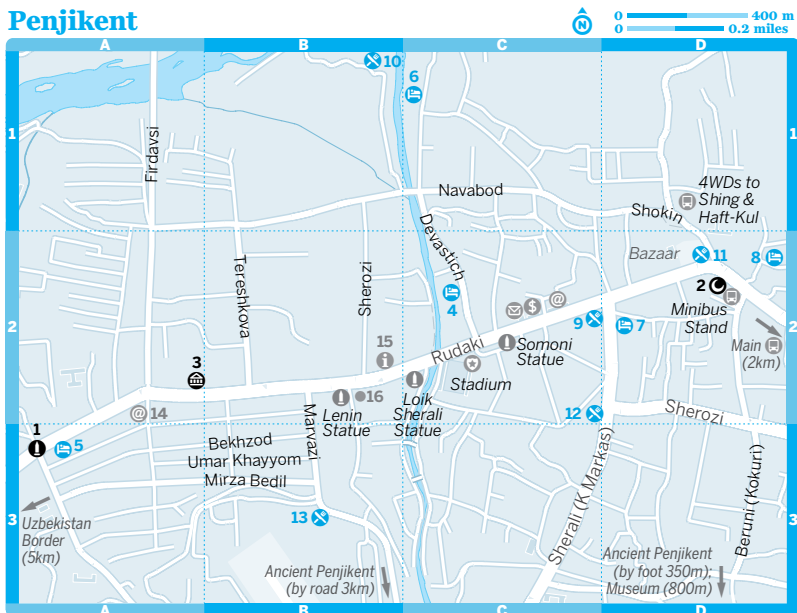 Penjikent
N
0 400 m
0 0.2 miles
A B C D
10
6
1 1
Firdavsi
Navabod
4WDs to
Shing &
Haft-Kul
Shokin
Devastich
Bazaar
11
8
Tereshkova
Sherozi
2
4
@
$
Minibus
Stand
9
7
2 2
15
i
Rudaki
Somoni
Statue
Main
(2km)
3
Stadium
16
@ 14
Lenin
Statue
Loik
Sherali
Statue
12
Sherozi
Marvazi
1
5
Bekhzod
Umar Khayyom
Mirza Bedil
Sherali (K Markas)
Beruni (Kokuri)
3 3
13
Uzbekistan
Border
(5km)
Ancient Penjikent
(by road 3km)
Ancient Penjikent
(by foot 350m);
Museum (800m)
A B C D